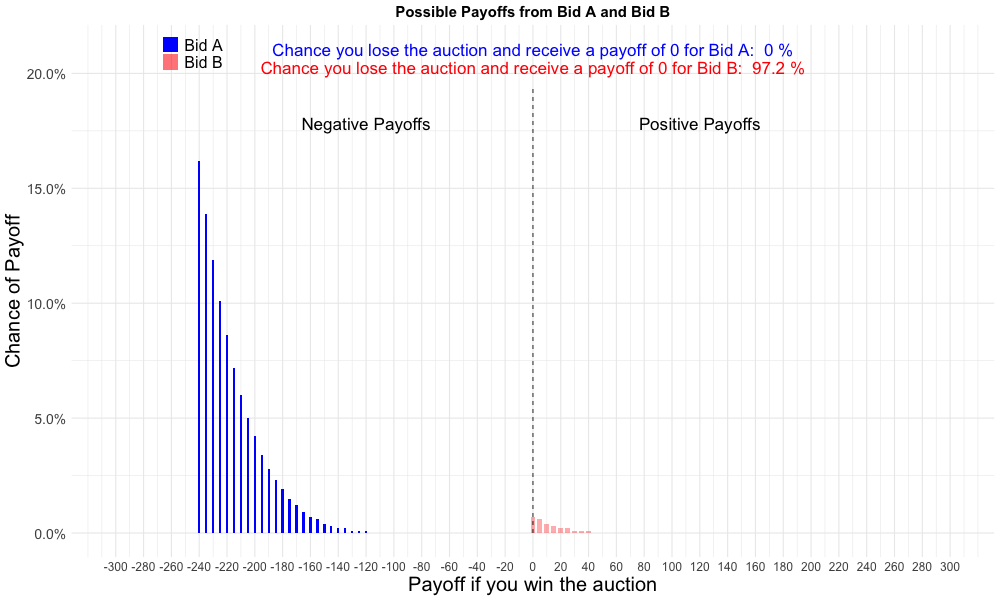 Possible Payoffs from Bid A and Bid B
Bid A
Bid B
Chance you lose the auction and receive a payoff of 0 for Bid A:  0 %
Chance you lose the auction and receive a payoff of 0 for Bid B:  97.2 %
Negative Payoffs
Positive Payoffs
Chance of Payoff
20.0%
15.0%
10.0%
5.0%
0.0%
-300 -280 -260 -240 -220 -200 -180 -160 -140 -120 -100 -80 -60 -40 -20 0 20 40 60 80 100 120 140 160 180 200 220 240 260 280 300
Payoff if you win the auction